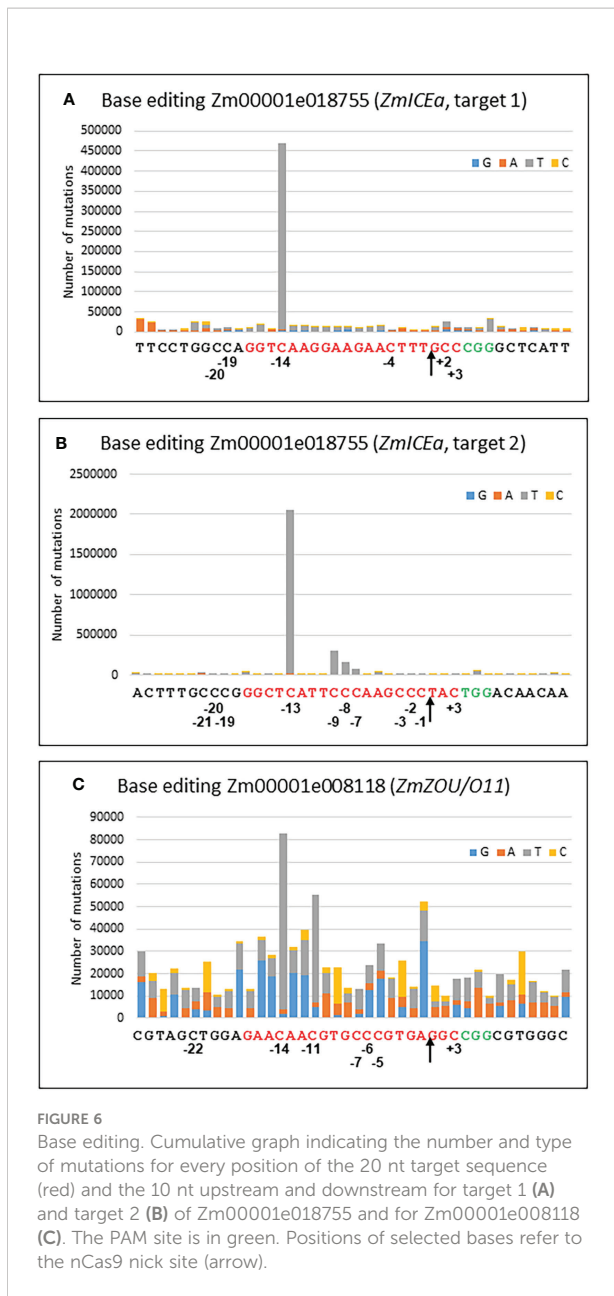 A Base editing Zm00001e018755 (ZmICEa, target 1)
500000
450000
400000
350000
300000
250000
200000
150000
100000
50000
0
Number of mutations
G A T C
TTCCTGGCCAGGTCAAGGAAGAACTTTGCCCGGGCTCATT
-19 -14 -4 +2
-20 +3
B Base editing Zm00001e018755 (ZmICEa, target 2)
2500000
2000000
1500000
1000000
500000
0
Number of mutations
G A T C
ACTTTGCCCGGGCTCATTCCCAAGCCCTACTGGACAACAA
-20 -13 -8 -2 +3
-21 -19 -9 -7 -3 -1
C Base editing Zm00001e008118 (ZmZOU/O11)
90000
80000
70000
60000
50000
40000
30000
20000
10000
0
Number of mutations
G A T C
CGTAGCTGGAGAACAACGTGCCCGTGAGGCCGGCGTGGGC
-22 -14 -11 -6 +3
-7 -5
FIGURE 6
Base editing. Cumulative graph indicating the number and type
of mutations for every position of the 20 nt target sequence
(red) and the 10 nt upstream and downstream for target 1 (A)
and target 2 (B) of Zm00001e018755 and for Zm00001e008118
(C). The PAM site is in green. Positions of selected bases refer to
the nCas9 nick site (arrow).